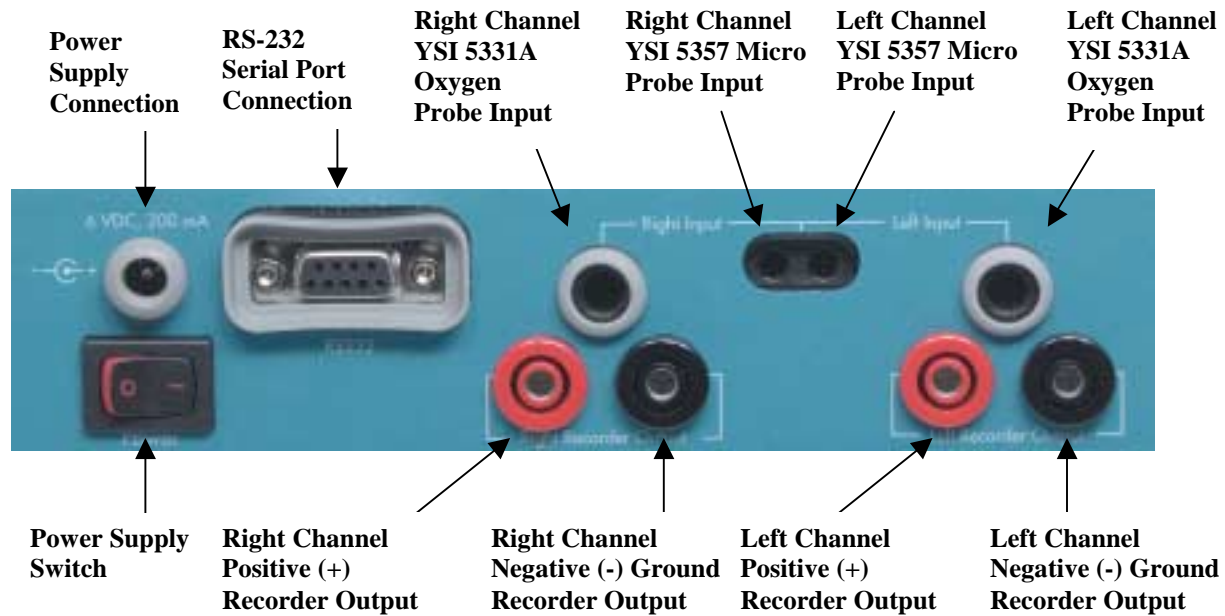 Power
Supply
Connection
RS-232
Serial Port
Connection
Right Channel
YSI 5331A
Oxygen
Probe Input
Right Channel
YSI 5357 Micro
Probe Input
Left Channel
YSI 5357 Micro
Probe Input
Left Channel
YSI 5331A
Oxygen
Probe Input
6 VDC, 200 mA
Right Input
Left Input
RS232
O
Recorder
Recorder
Power Supply
Switch
Right Channel
Positive (+)
Recorder Output
Right Channel
Negative (-) Ground
Recorder Output
Left Channel
Positive (+)
Recorder Output
Left Channel
Negative (-) Ground
Recorder Output